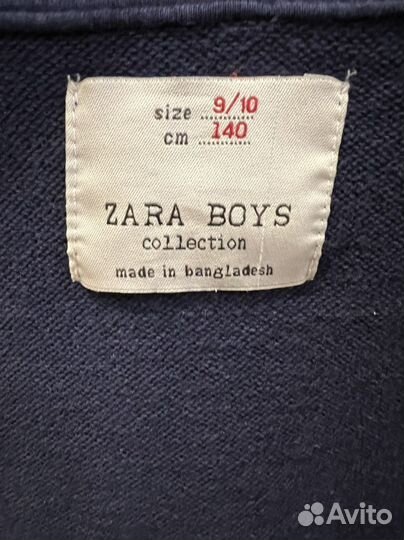 size 9/10
cm 140
ZARA BOYS
collection
made in bangladesh
Avito